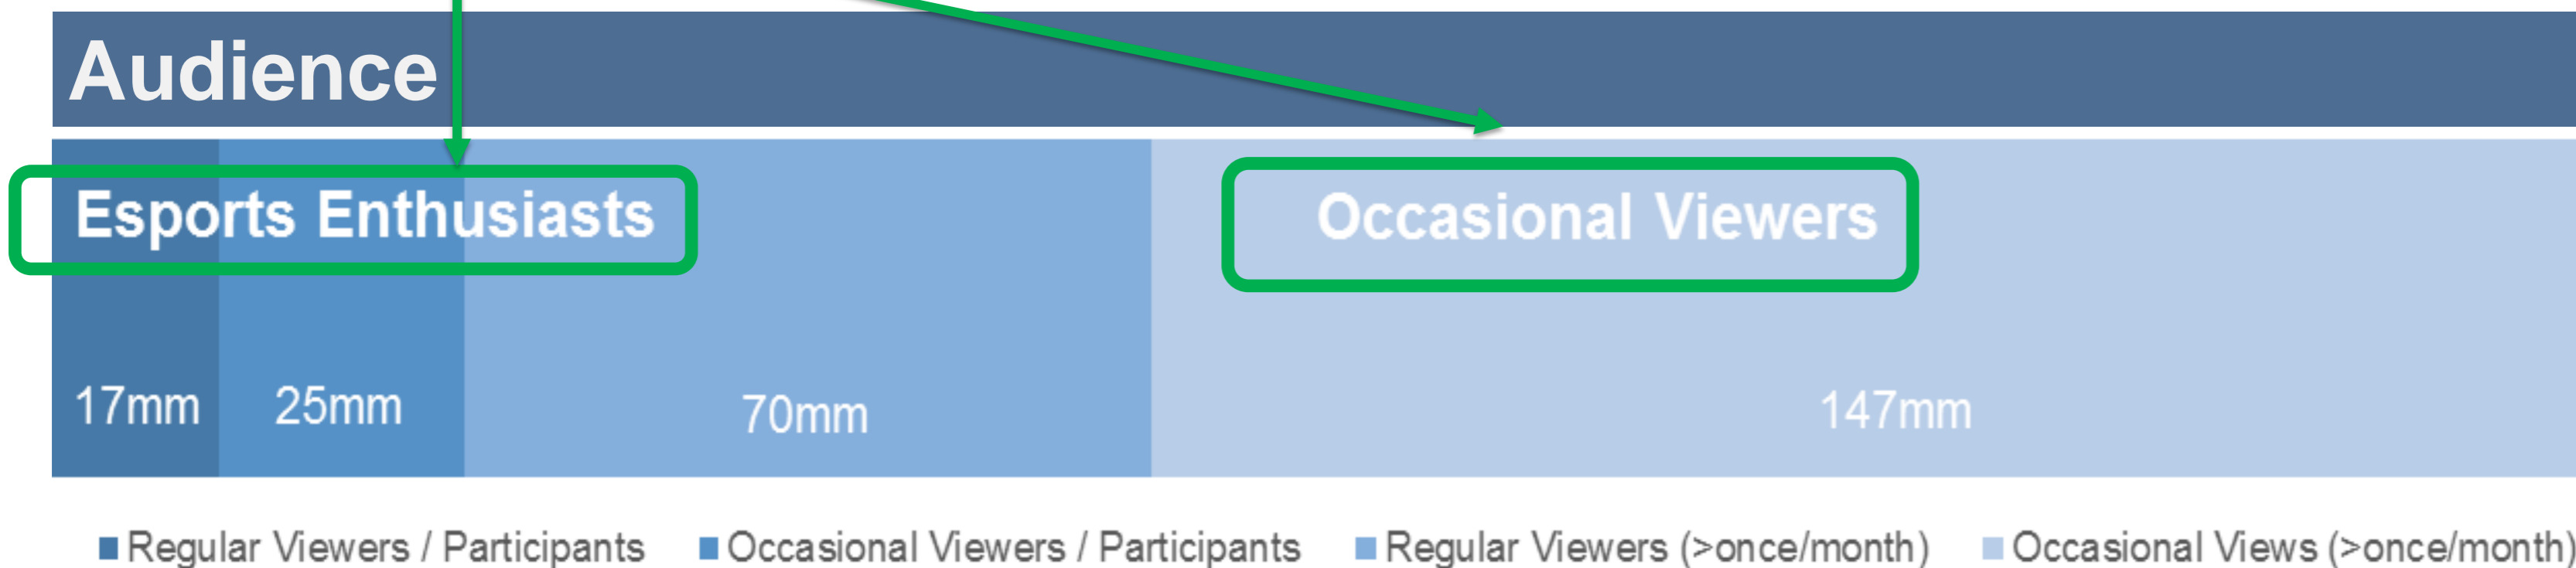 Audience
Esports Enthusiasts
Occasional Viewers
17mm
25mm
70mm
147mm
Regular Viewers / Participants
Occasional Viewers / Participants
Regular Viewers (>once/month)
Occasional Views (>once/month)